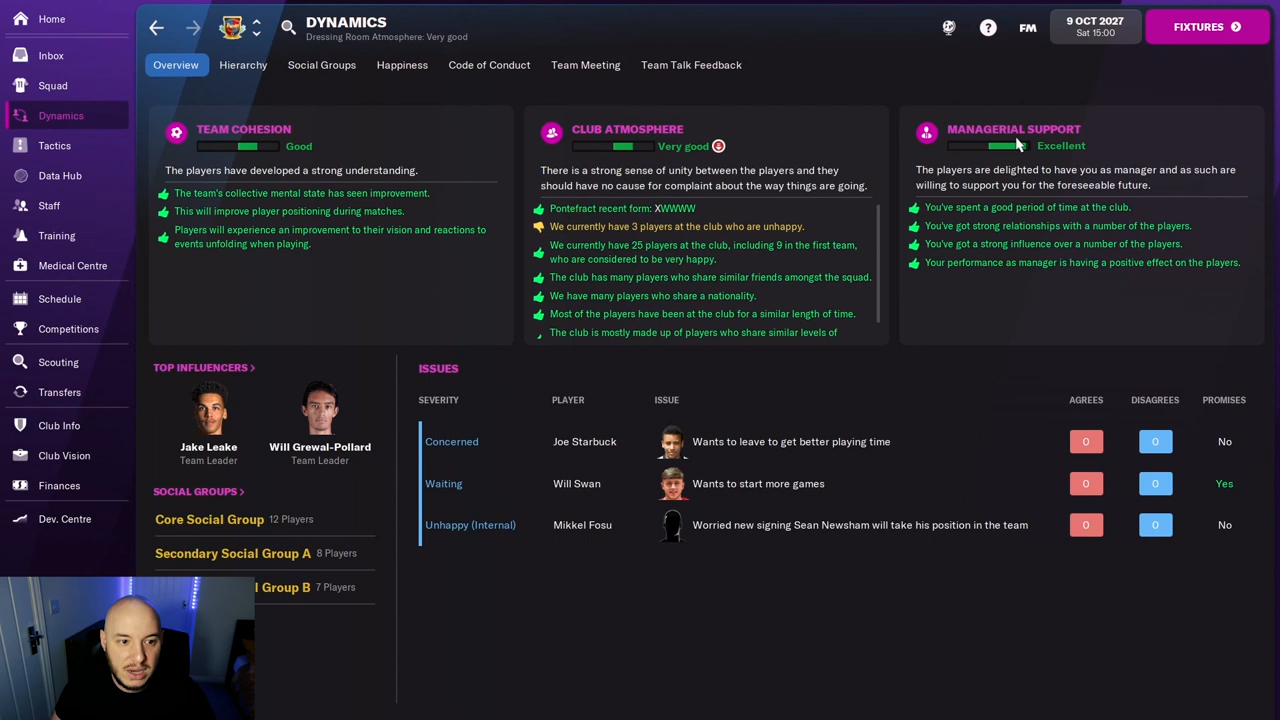 Home
Inbox
Squad
Dynamics
Tactics
Data Hub
Staff
Training
Medical Centre
Schedule
Competitions
Scouting
Transfers
Club Info
Club Vision
Finances
Dev. Centre
DYNAMICS
Dressing Room Atmosphere: Very good
FM
9 OCT 2027
Sat 15:00
FIXTURES
Overview Hierarchy Social Groups Happiness Code of Conduct Team Meeting Team Talk Feedback
TEAM COHESION
Good
The players have developed a strong understanding.
The team's collective mental state has seen improvement.
This will improve player positioning during matches.
Players will experience an improvement to their vision and reactions to
events unfolding when playing.
CLUB ATMOSPHERE
Very good
There is a strong sense of unity between the players and they
should have no cause for complaint about the way things are going.
Pontefract recent form: XWWWW
We currently have 3 players at the club who are unhappy.
We currently have 25 players at the club, including 9 in the first team,
who are considered to be very happy.
The club has many players who share similar friends amongst the squad.
We have many players who share a nationality.
Most of the players have been at the club for a similar length of time.
The club is mostly made up of players who share similar levels of
MANAGERIAL SUPPORT
Excellent
The players are delighted to have you as manager and as such are
willing to support you for the foreseeable future.
You've spent a good period of time at the club.
You've got strong relationships with a number of the players.
You've got a strong influence over a number of the players.
Your performance as manager is having a positive effect on the players.
TOP INFLUENCERS >
Jake Leake
Team Leader
Will Grewal-Pollard
Team Leader
SOCIAL GROUPS >
Core Social Group 12 Players
Secondary Social Group A 8 Players
l Group B 7 Players
ISSUES
SEVERITY PLAYER ISSUE AGREES DISAGREES PROMISES
Concerned Joe Starbuck Wants to leave to get better playing time 0 0 No
Waiting Will Swan Wants to start more games 0 0 Yes
Unhappy (Internal) Mikkel Fosu Worried new signing Sean Newsham will take his position in the team 0 0 No